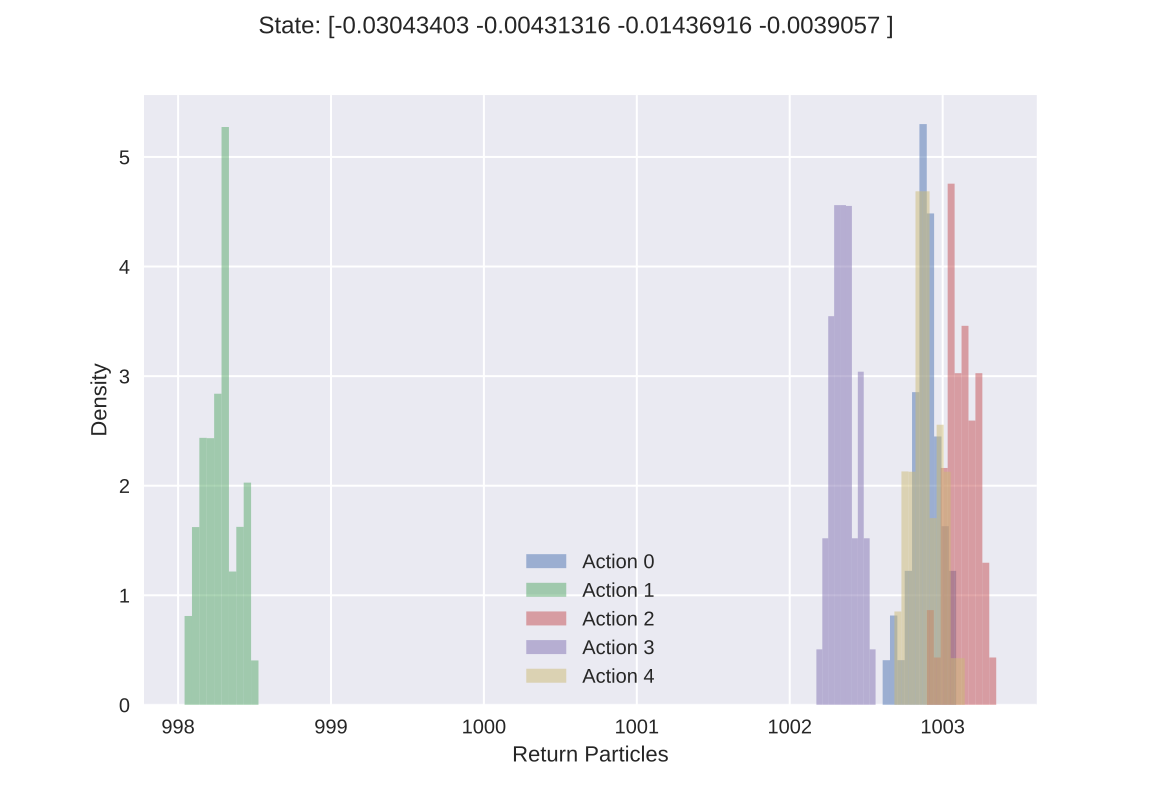 State: [-0.03043403 -0.00431316 -0.01436916 -0.0039057 ]
5
4
3
2
1
0
Density
Action 0
Action 1
Action 2
Action 3
Action 4
998 999 1000 1001 1002 1003
Return Particles